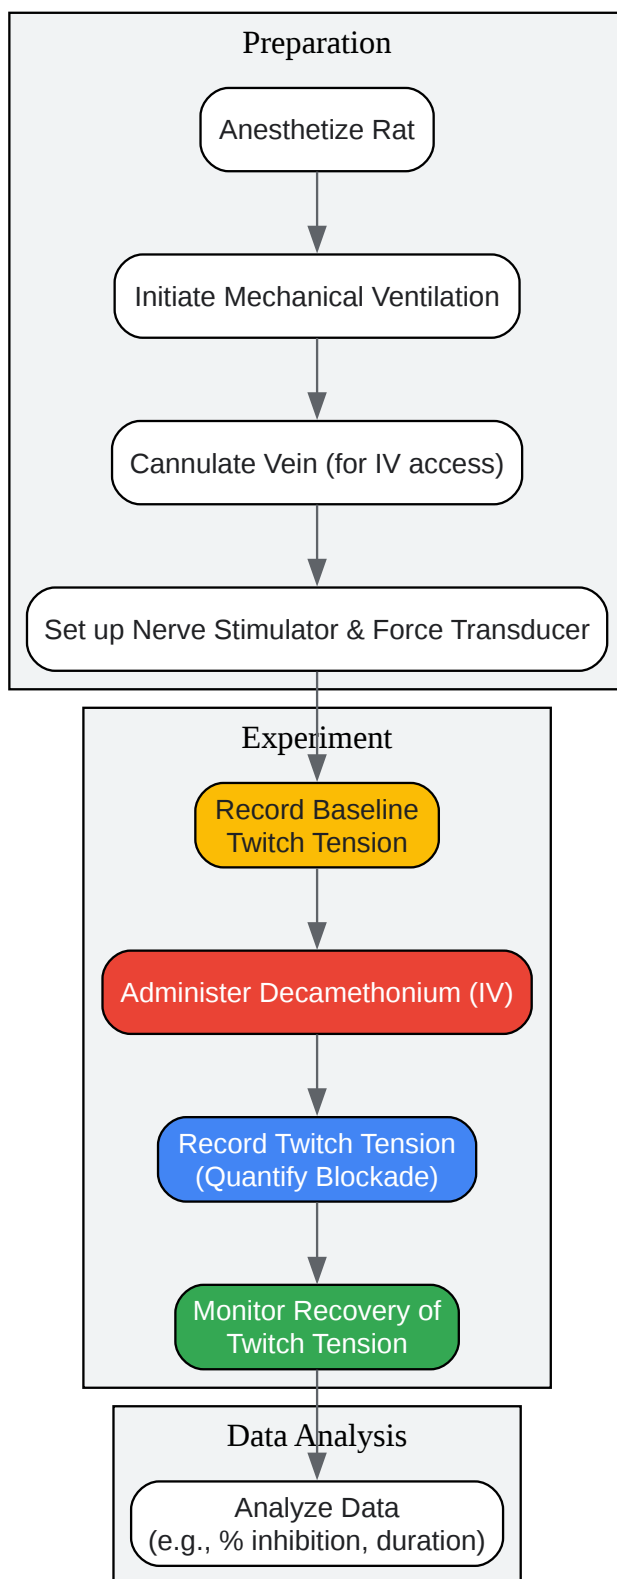 Preparation
Anesthetize Rat
Initiate Mechanical Ventilation
Cannulate Vein (for IV access)
Set up Nerve Stimulator & Force Transducer
Experiment
Record Baseline
Twitch Tension
Administer Decamethonium (IV)
Record Twitch Tension
(Quantify Blockade)
Monitor Recovery of
Twitch Tension
Data Analysis
Analyze Data
(e.g., % inhibition, duration)